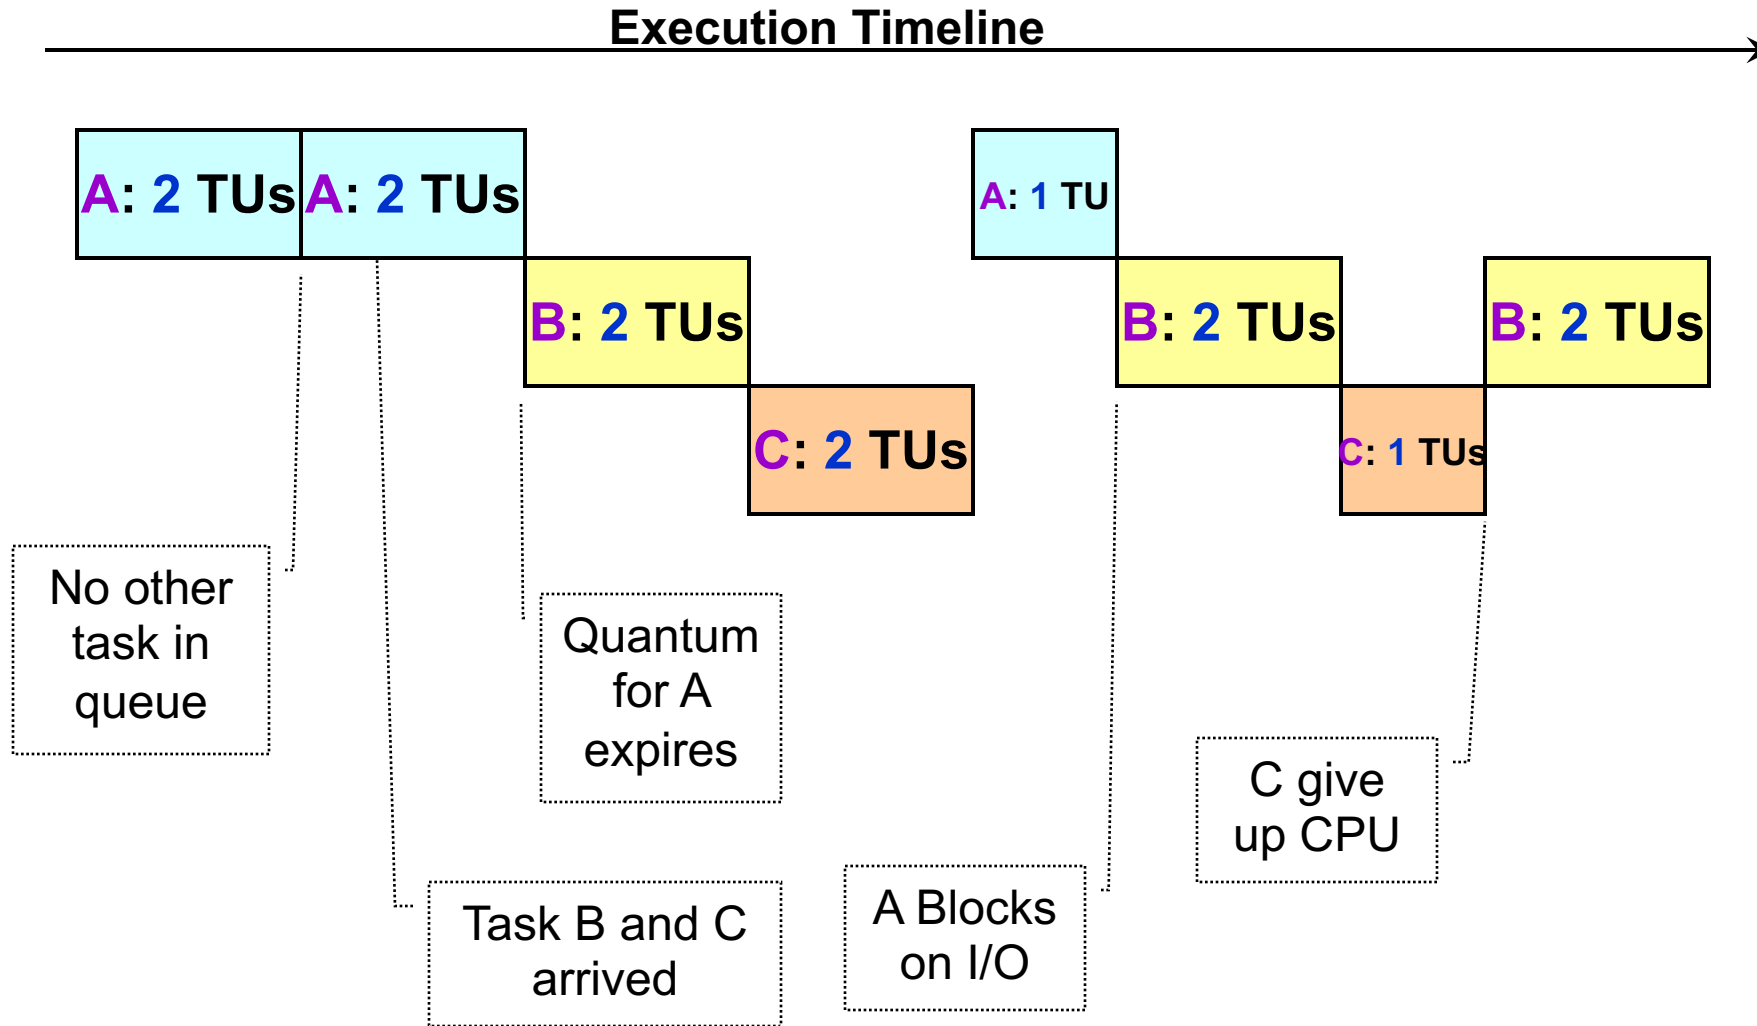 Execution Timeline
A: 2 TUs
A: 2 TUs
A: 1 TU
B: 2 TUs
B: 2 TUs
B: 2 TUs
C: 2 TUs
C: 1 TUs
No other
task in
queue
Quantum
for A
expires
C give
up CPU
Task B and C
arrived
A Blocks
on I/O